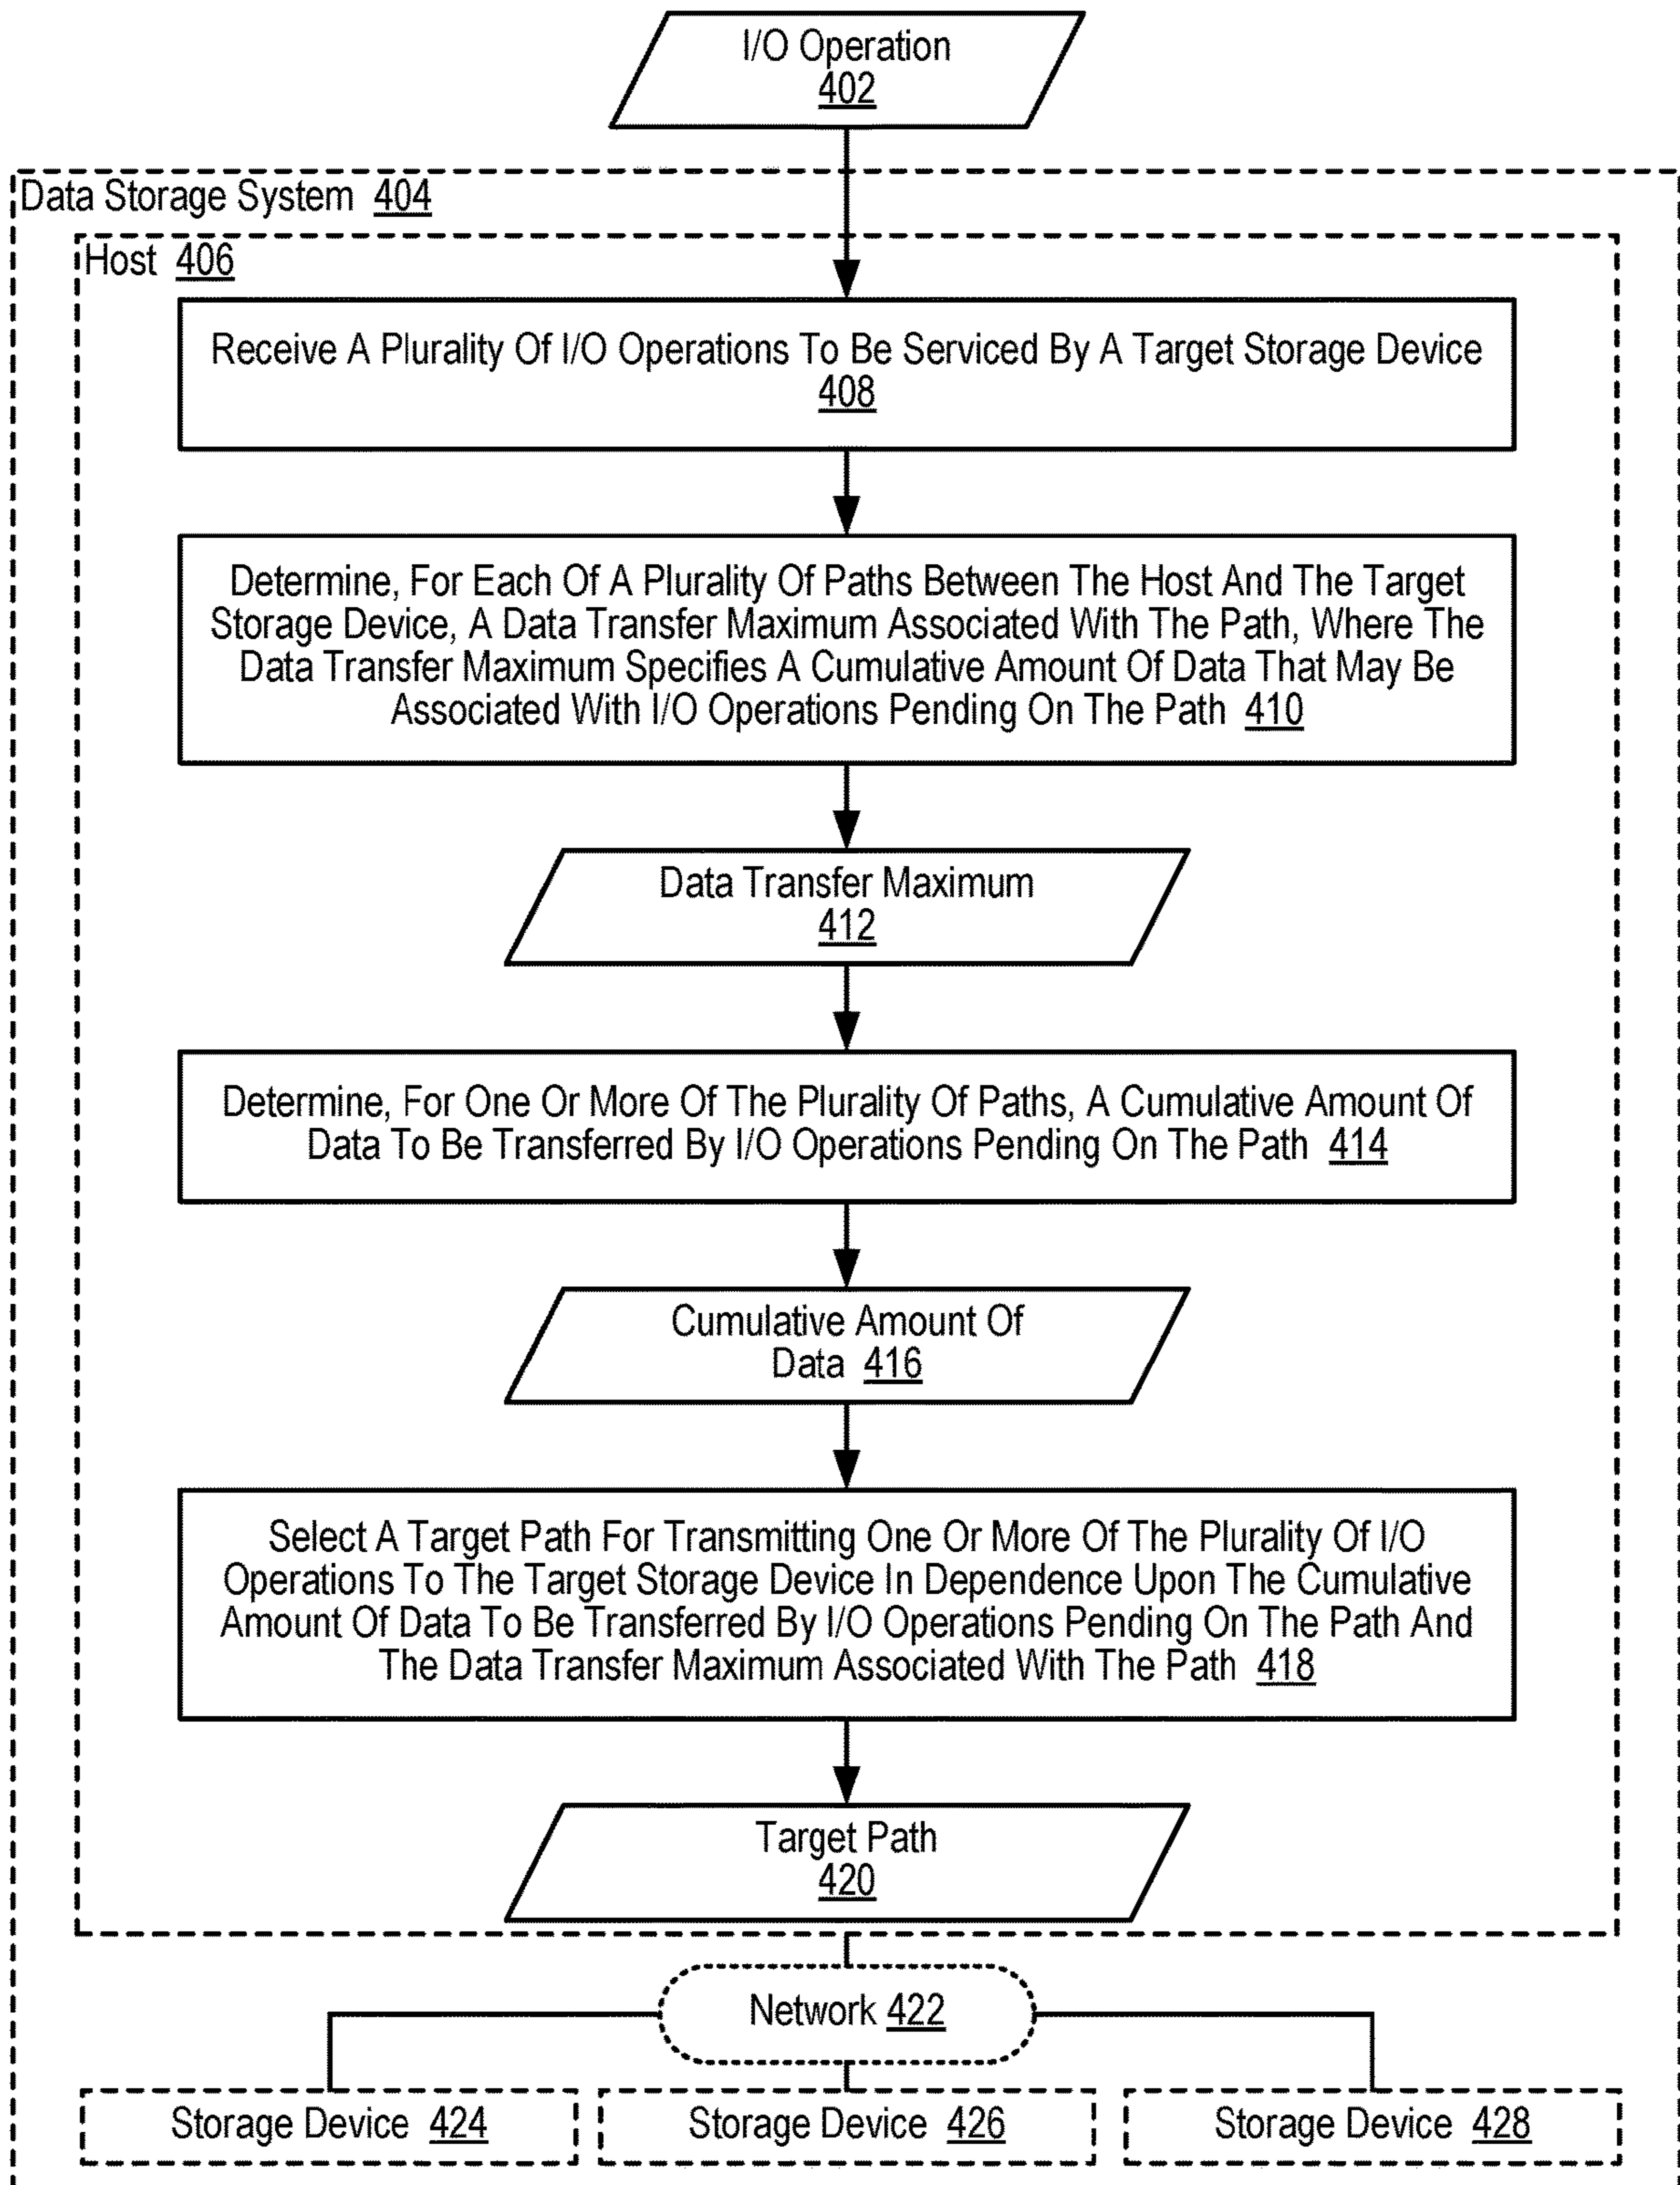 I/O Operation
402
Data Storage System 404
Host 406
Receive A Plurality Of I/O Operations To Be Serviced By A Target Storage Device
408
Determine, For Each Of A Plurality Of Paths Between The Host And The Target
Storage Device, A Data Transfer Maximum Associated With The Path, Where The
Data Transfer Maximum Specifies A Cumulative Amount Of Data That May Be
Associated With I/O Operations Pending On The Path 410
Data Transfer Maximum
412
Determine, For One Or More Of The Plurality Of Paths, A Cumulative Amount Of
Data To Be Transferred By I/O Operations Pending On The Path 414
Cumulative Amount Of
Data 416
Select A Target Path For Transmitting One Or More Of The Plurality Of I/O
Operations To The Target Storage Device In Dependence Upon The Cumulative
Amount Of Data To Be Transferred By I/O Operations Pending On The Path And
The Data Transfer Maximum Associated With The Path 418
Target Path
420
Network 422
Storage Device 424
Storage Device 426
Storage Device 428